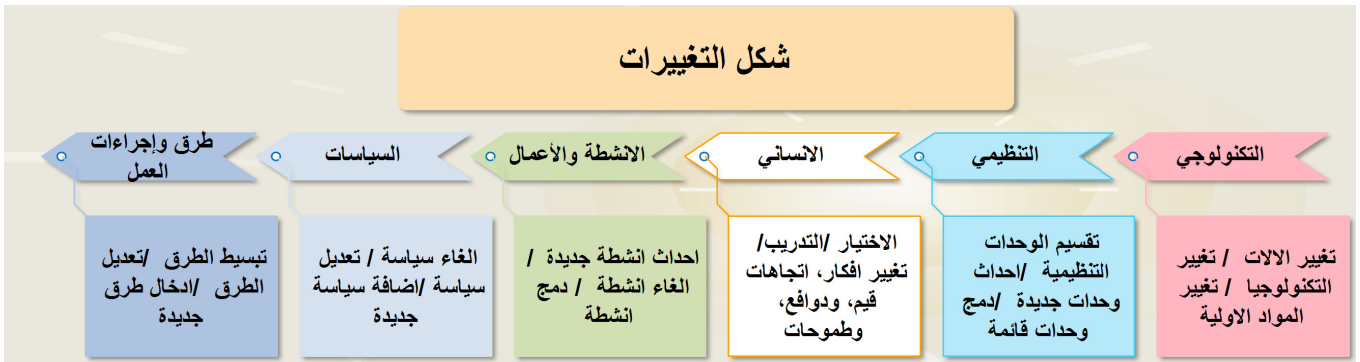 شكل التغييرات
التكنولوجي
تغيير الالات / تغيير
التكنولوجيا / تغيير
المواد الاولية
التنظيمي
تقسيم الوحدات
التنظيمية /احداث
وحدات جديدة /دمج
وحدات قائمة
الانساني
الاختيار /التدريب/
تغيير افكار، اتجاهات
قيم، ودوافع،
وطموحات
الانشطة والأعمال
احداث انشطة جديدة /
الغاء انشطة / دمج
انشطة
السياسات
الغاء سياسة / تعديل
سياسة /اضافة سياسة
جديدة
طرق وإجراءات
العمل
تبسيط الطرق /تعديل
الطرق /ادخال طرق
جديدة